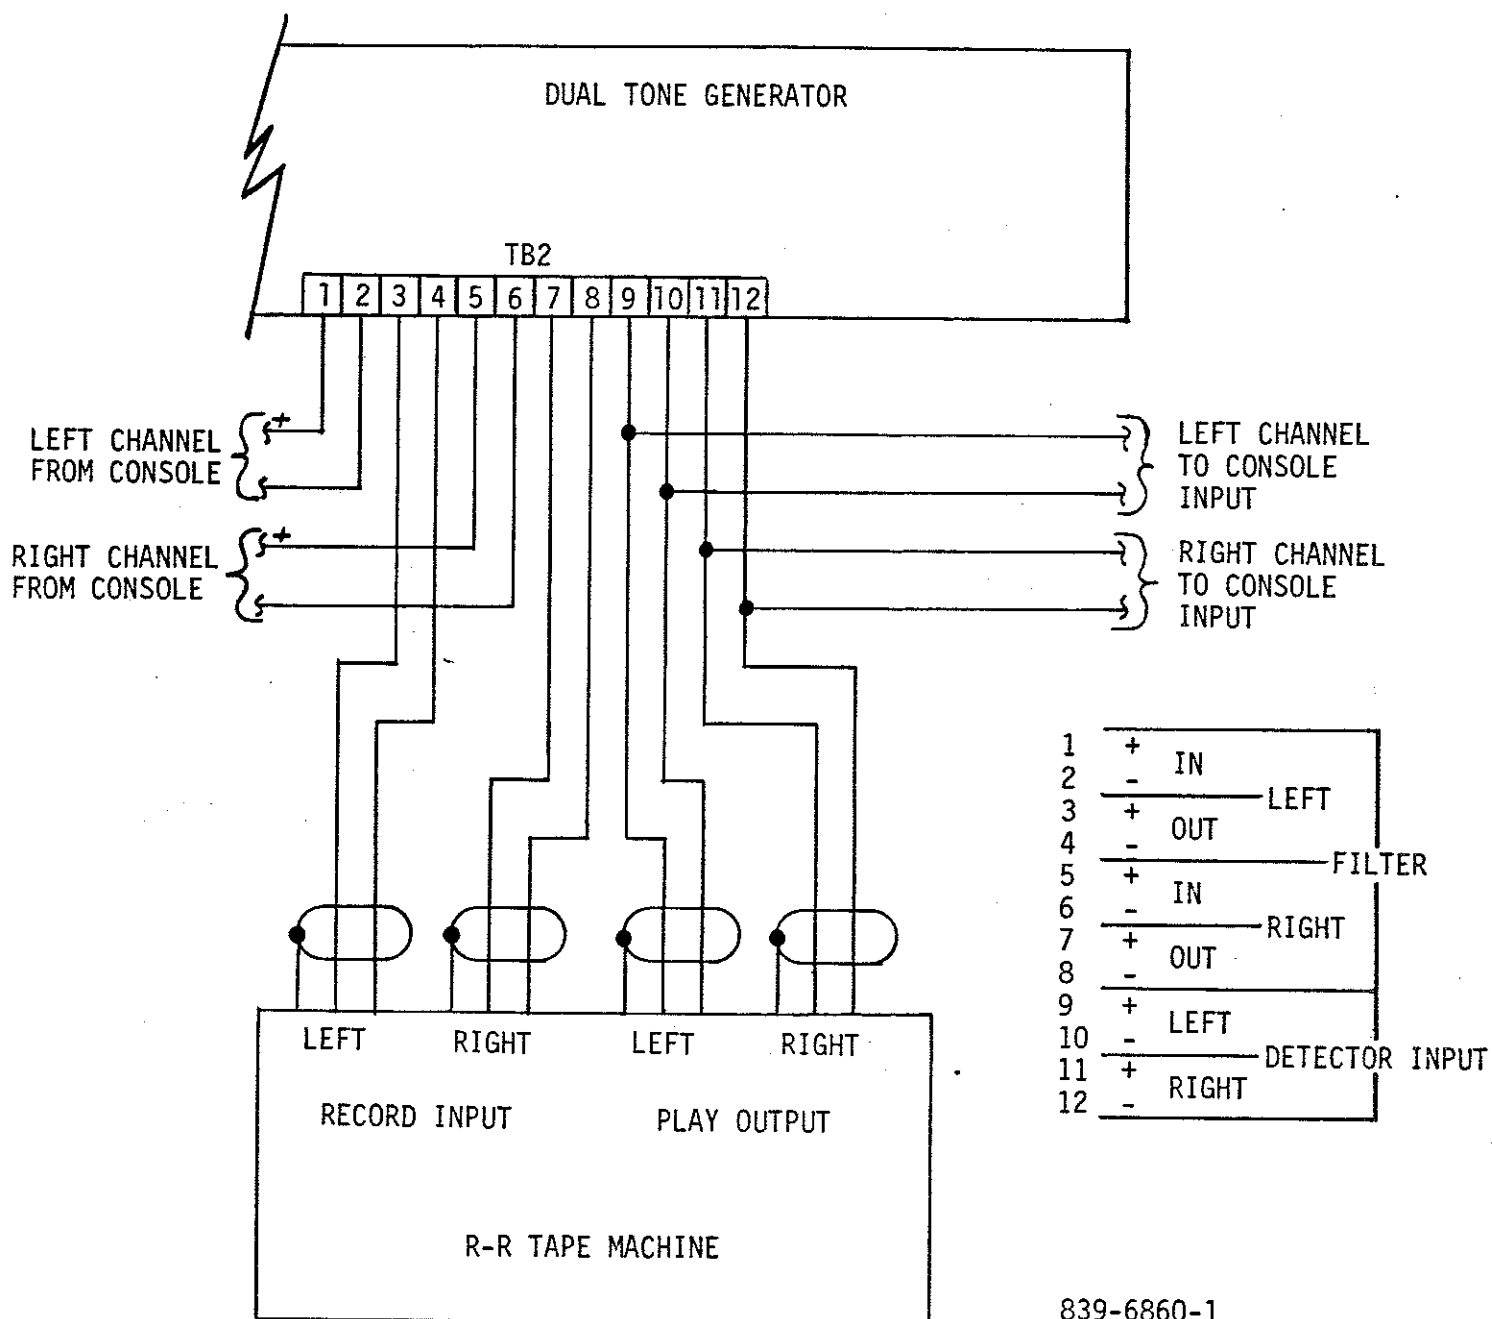 DUAL TONE GENERATOR
TB2
1 2 3 4 5 6 7 8 9 10 11 12
+
LEFT CHANNEL
FROM CONSOLE
+
RIGHT CHANNEL
FROM CONSOLE
LEFT CHANNEL
TO CONSOLE
INPUT
RIGHT CHANNEL
TO CONSOLE
INPUT
1 +
IN
2 -
LEFT
3 +
OUT
4 -
FILTER
5 +
IN
6 -
RIGHT
7 +
OUT
8 -
9 +
LEFT
10 -
DETECTOR INPUT
11 +
RIGHT
12 -
LEFT RIGHT LEFT RIGHT
RECORD INPUT PLAY OUTPUT
R-R TAPE MACHINE
839-6860-1